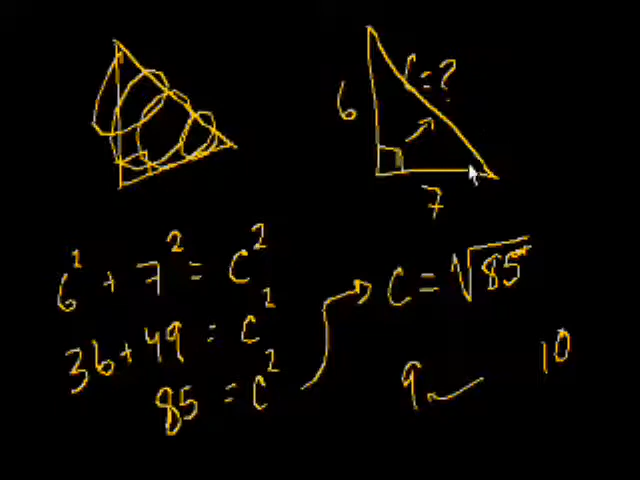 6
C=?
7
6² + 7² = C²
36+49 = C²
85 = C²
C = √85
9
10